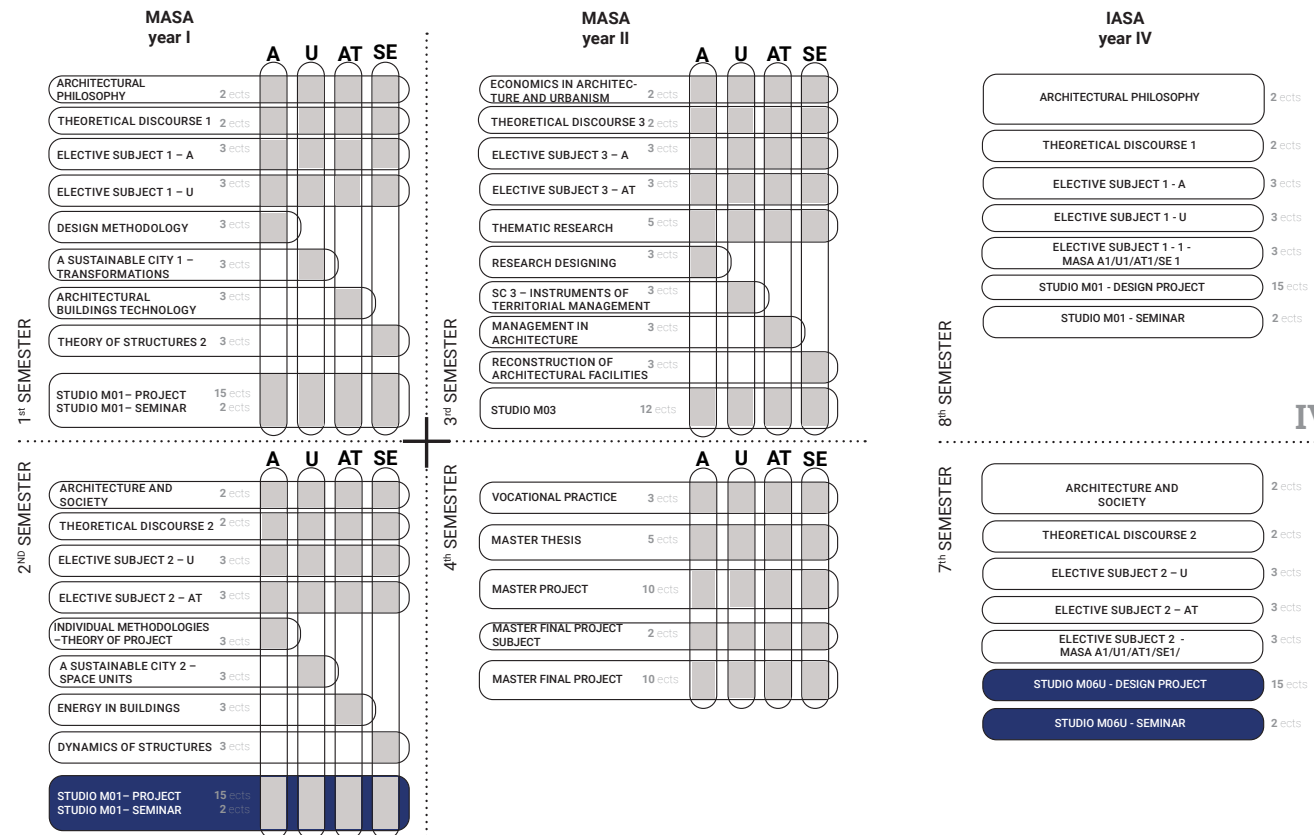 MASA
year I
A U AT SE
1st SEMESTER
ARCHITECTURAL
PHILOSOPHY 2 ects
THEORETICAL DISCOURSE 1 2 ects
ELECTIVE SUBJECT 1 – A 3 ects
ELECTIVE SUBJECT 1 – U 3 ects
DESIGN METHODOLOGY 3 ects
A SUSTAINABLE CITY 1 –
TRANSFORMATIONS 3 ects
ARCHITECTURAL
BUILDINGS TECHNOLOGY 3 ects
THEORY OF STRUCTURES 2 3 ects
STUDIO M01– PROJECT 15 ects
STUDIO M01– SEMINAR 2 ects
2ND SEMESTER
A U AT SE
ARCHITECTURE AND
SOCIETY 2 ects
THEORETICAL DISCOURSE 2 2 ects
ELECTIVE SUBJECT 2 – U 3 ects
ELECTIVE SUBJECT 2 – AT 3 ects
INDIVIDUAL METHODOLOGIES
–THEORY OF PROJECT 3 ects
A SUSTAINABLE CITY 2 –
SPACE UNITS 3 ects
ENERGY IN BUILDINGS 3 ects
DYNAMICS OF STRUCTURES 3 ects
STUDIO M01– PROJECT 15 ects
STUDIO M01– SEMINAR 2 ects
MASA
year II
A U AT SE
3rd SEMESTER
ECONOMICS IN ARCHITEC-
TURE AND URBANISM 2 ects
THEORETICAL DISCOURSE 3 2 ects
ELECTIVE SUBJECT 3 – A 3 ects
ELECTIVE SUBJECT 3 – AT 3 ects
THEMATIC RESEARCH 5 ects
RESEARCH DESIGNING 3 ects
SC 3 – INSTRUMENTS OF
TERRITORIAL MANAGEMENT 3 ects
MANAGEMENT IN
ARCHITECTURE 3 ects
RECONSTRUCTION OF
ARCHITECTURAL FACILITIES 3 ects
STUDIO M03 12 ects
4th SEMESTER
A U AT SE
VOCATIONAL PRACTICE 3 ects
MASTER THESIS 5 ects
MASTER PROJECT 10 ects
MASTER FINAL PROJECT
SUBJECT 2 ects
MASTER FINAL PROJECT 10 ects
IASA
year IV
8th SEMESTER
ARCHITECTURAL PHILOSOPHY 2 ects
THEORETICAL DISCOURSE 1 2 ects
ELECTIVE SUBJECT 1 - A 3 ects
ELECTIVE SUBJECT 1 - U 3 ects
ELECTIVE SUBJECT 1 - 1 -
MASA A1/U1/AT1/SE 1 3 ects
STUDIO M01 - DESIGN PROJECT 15 ects
STUDIO M01 - SEMINAR 2 ects
7th SEMESTER
ARCHITECTURE AND
SOCIETY 2 ects
THEORETICAL DISCOURSE 2 2 ects
ELECTIVE SUBJECT 2 – U 3 ects
ELECTIVE SUBJECT 2 – AT 3 ects
ELECTIVE SUBJECT 2 -
MASA A1/U1/AT1/SE1/ 3 ects
STUDIO M06U - DESIGN PROJECT 15 ects
STUDIO M06U - SEMINAR 2 ects